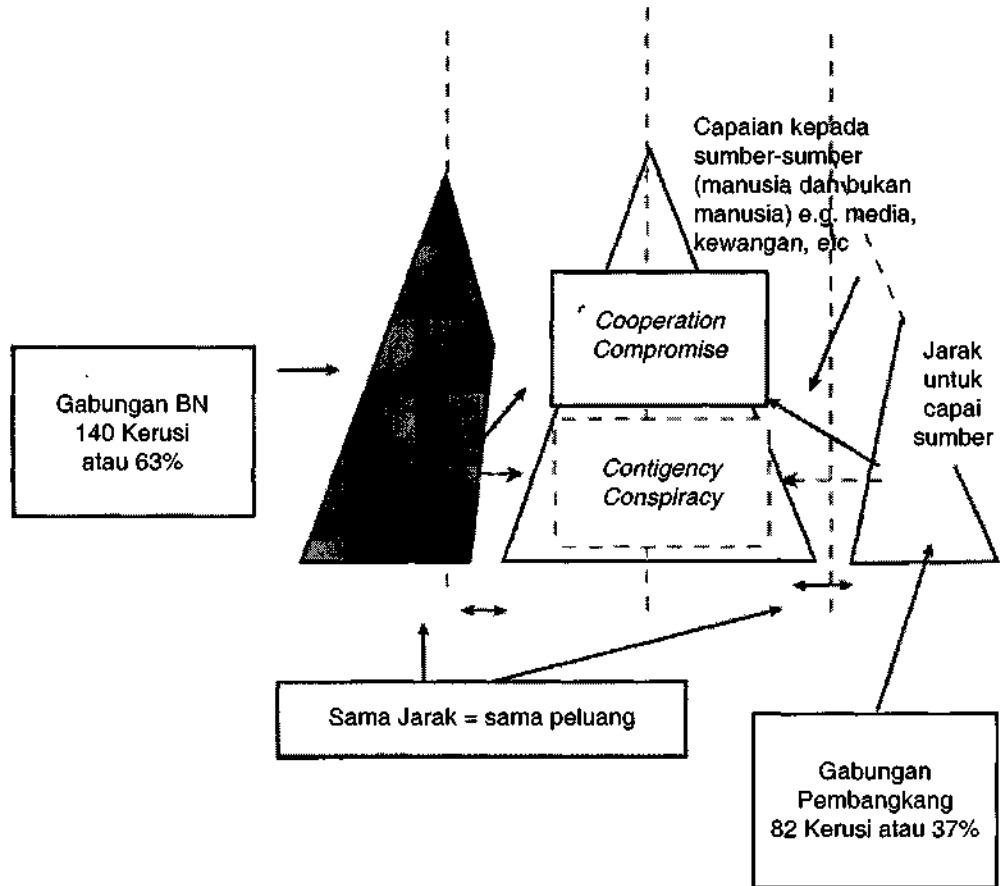 Capaian kepada
sumber-sumber
(manusia dan bukan
manusia) e.g. media,
kewangan, etc
Cooperation
Compromise
Jarak
untuk
capai
sumber
Gabungan BN
140 Kerusi
atau 63%
Contigency
Conspiracy
Sama Jarak = sama peluang
Gabungan
Pembangkang
82 Kerusi atau 37%